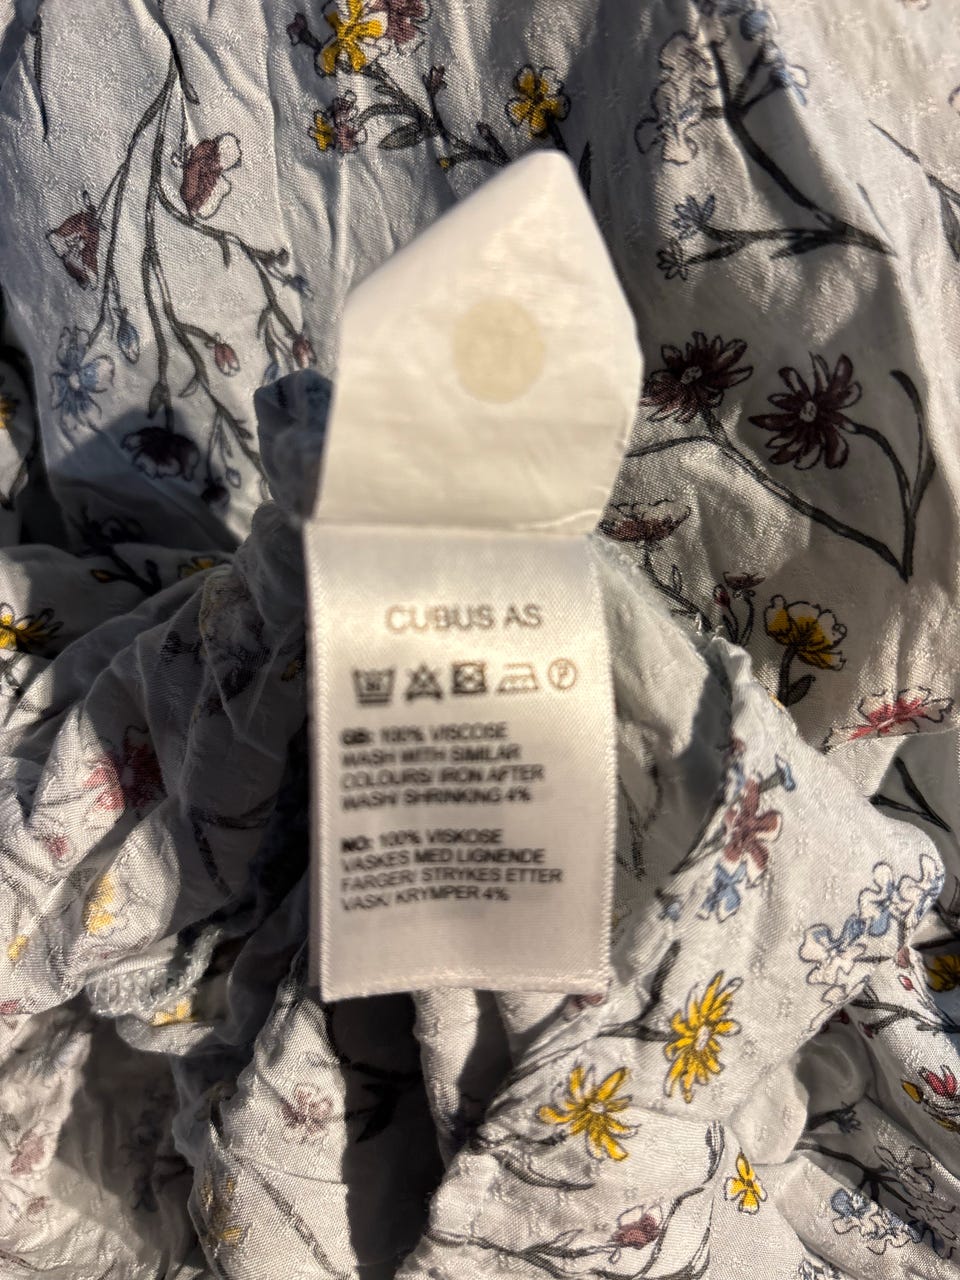 CUBUS AS
GB: 100% VISCOSE
WASH WITH SIMILAR
COLOURS/ IRON AFTER
WASH/ SHRINKING 4%
NO: 100% VISKOSE
VASKES MED LIGNENDE
FARGER/ STRYKES ETTER
VASK/ KRYMPER 4%